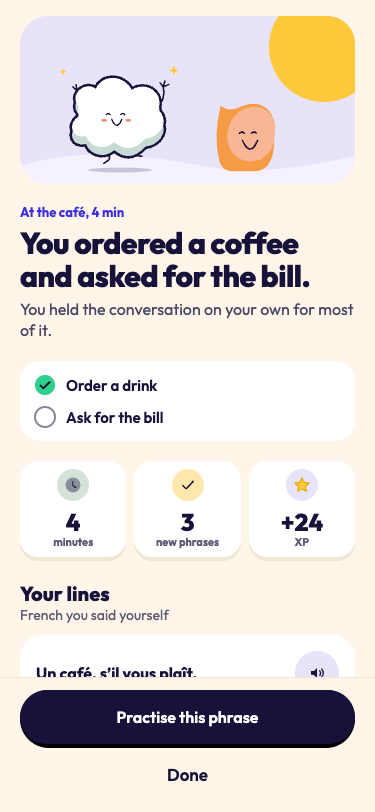 At the café, 4 min
You ordered a coffee
and asked for the bill.
You held the conversation on your own for most
of it.
Order a drink
Ask for the bill
4
minutes
3
new phrases
+24
XP
Your lines
French you said yourself
Un café, s'il vous plaît.
Practise this phrase
Done